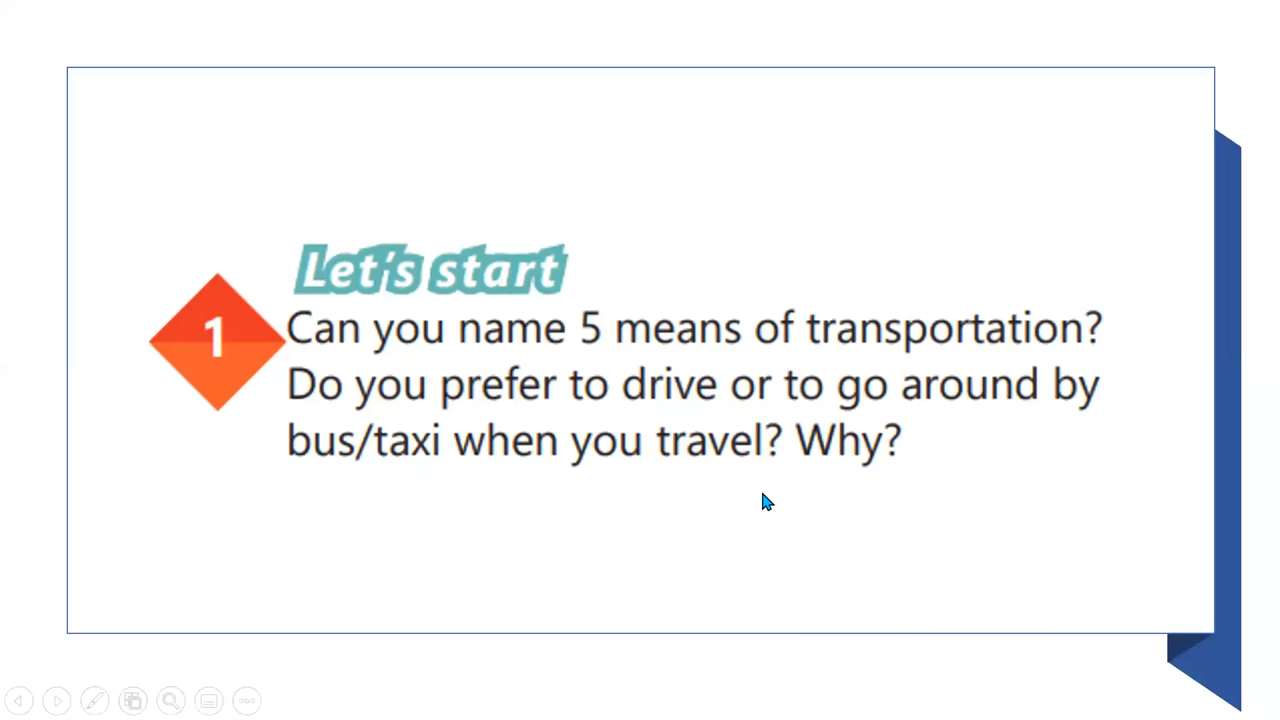 Let's start
1
Can you name 5 means of transportation?
Do you prefer to drive or to go around by
bus/taxi when you travel? Why?